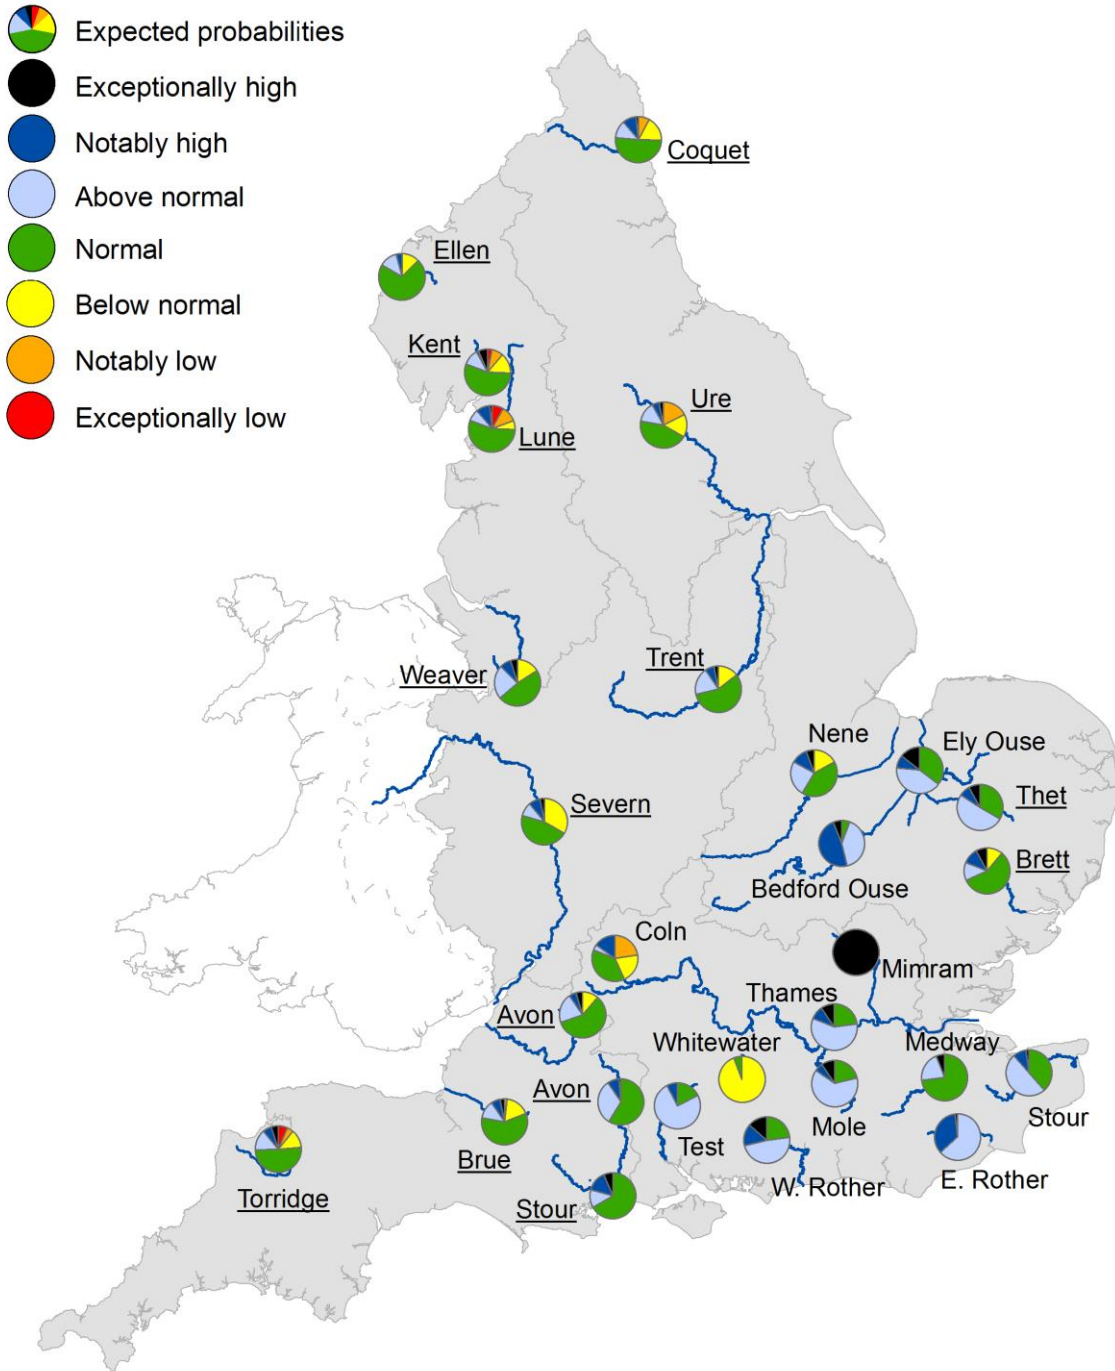 Expected probabilities
Exceptionally high
Notably high
Above normal
Normal
Below normal
Notably low
Exceptionally low
Coquet
Ellen
Kent
Lune
Ure
Weaver
Trent
Nene
Ely Ouse
Thet
Severn
Bedford Ouse
Brett
Coln
Mimram
Avon
Thames
Whitewater
Medway
Avon
Stour
Test
Mole
Brue
W. Rother
E. Rother
Torridge
Stour